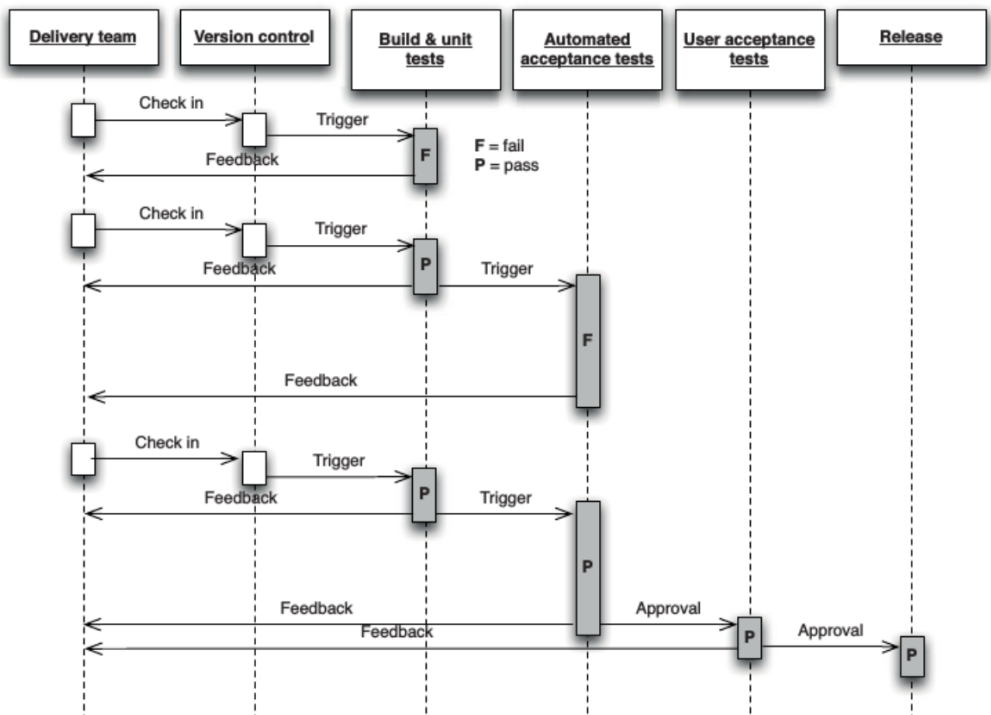 Delivery team
Version control
Build & unit
tests
Automated
acceptance tests
User acceptance
tests
Release
Check in
Trigger
F = fail
P = pass
F
Feedback
Check in
Trigger
P
Feedback
Trigger
F
Feedback
Check in
Trigger
P
Feedback
Trigger
P
Feedback
Approval
P
Feedback
Approval
P